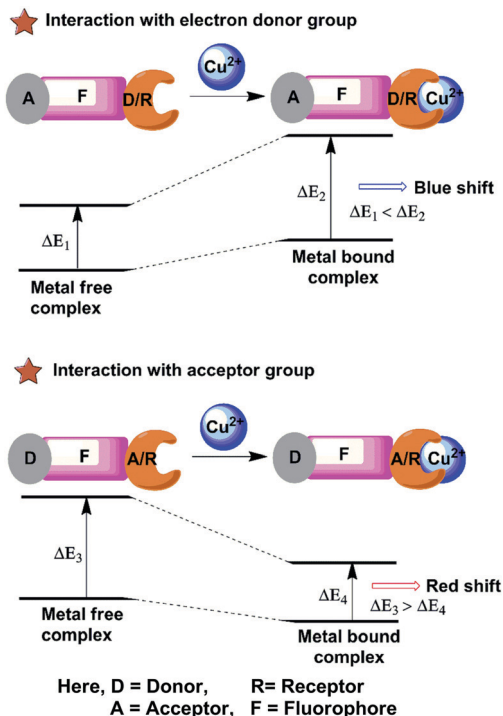 Interaction with electron donor group
Cu²⁺
A F D/R
A F D/R Cu²⁺
ΔE₁
ΔE₂
Blue shift
ΔE₁ < ΔE₂
Metal free
complex
Metal bound
complex
Interaction with acceptor group
Cu²⁺
D F A/R
D F A/R Cu²⁺
ΔE₃
ΔE₄
Red shift
ΔE₃ > ΔE₄
Metal free
complex
Metal bound
complex
Here, D = Donor, R= Receptor
A = Acceptor, F = Fluorophore